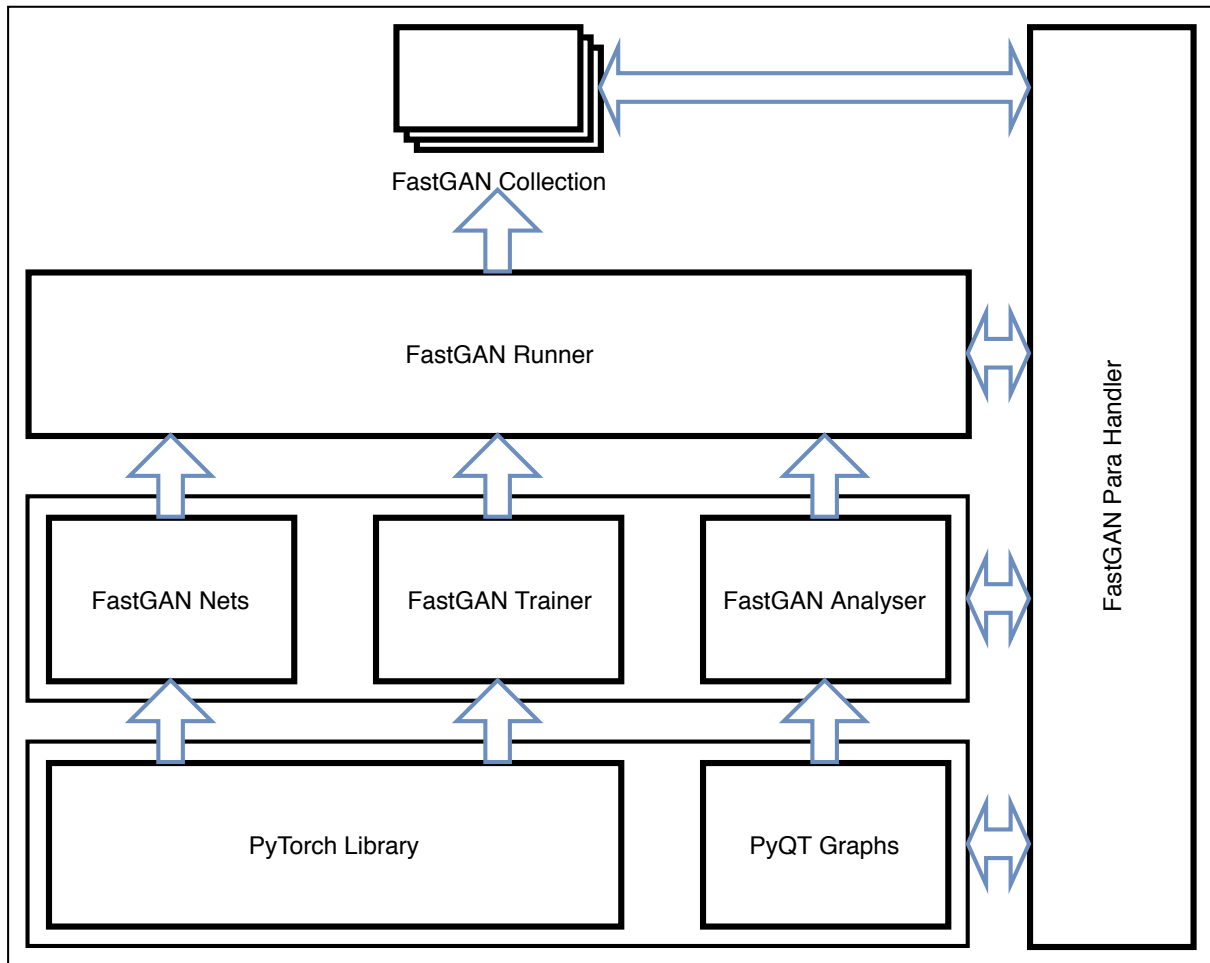 FastGAN Collection
FastGAN Runner
FastGAN Para Handler
FastGAN Nets
FastGAN Trainer
FastGAN Analyser
PyTorch Library
PyQT Graphs